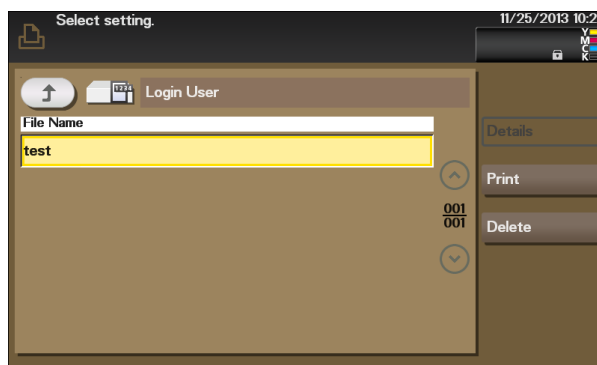 Select setting.
11/25/2013 10:2
Y
M
C
K
1234
Login User
File Name
test
Details
Print
001
001
Delete